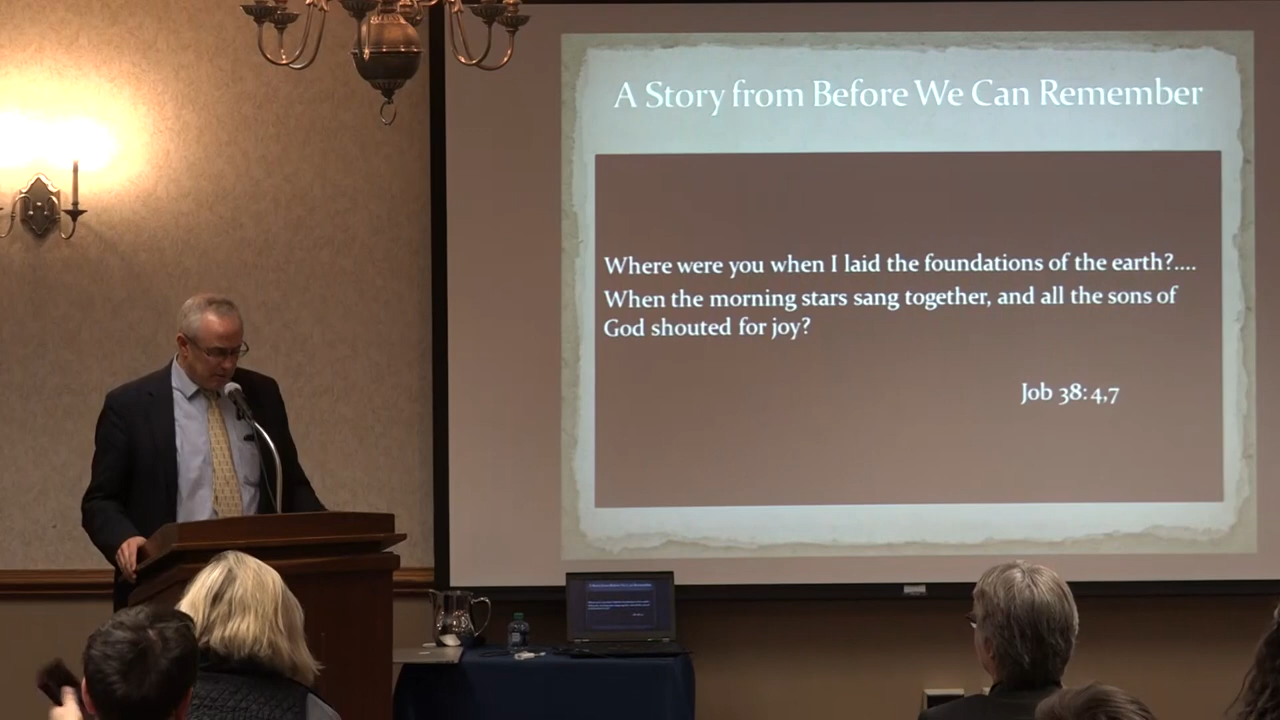 A Story from Before We Can Remember
Where were you when I laid the foundations of the earth?....
When the morning stars sang together, and all the sons of
God shouted for joy?
Job 38:4,7